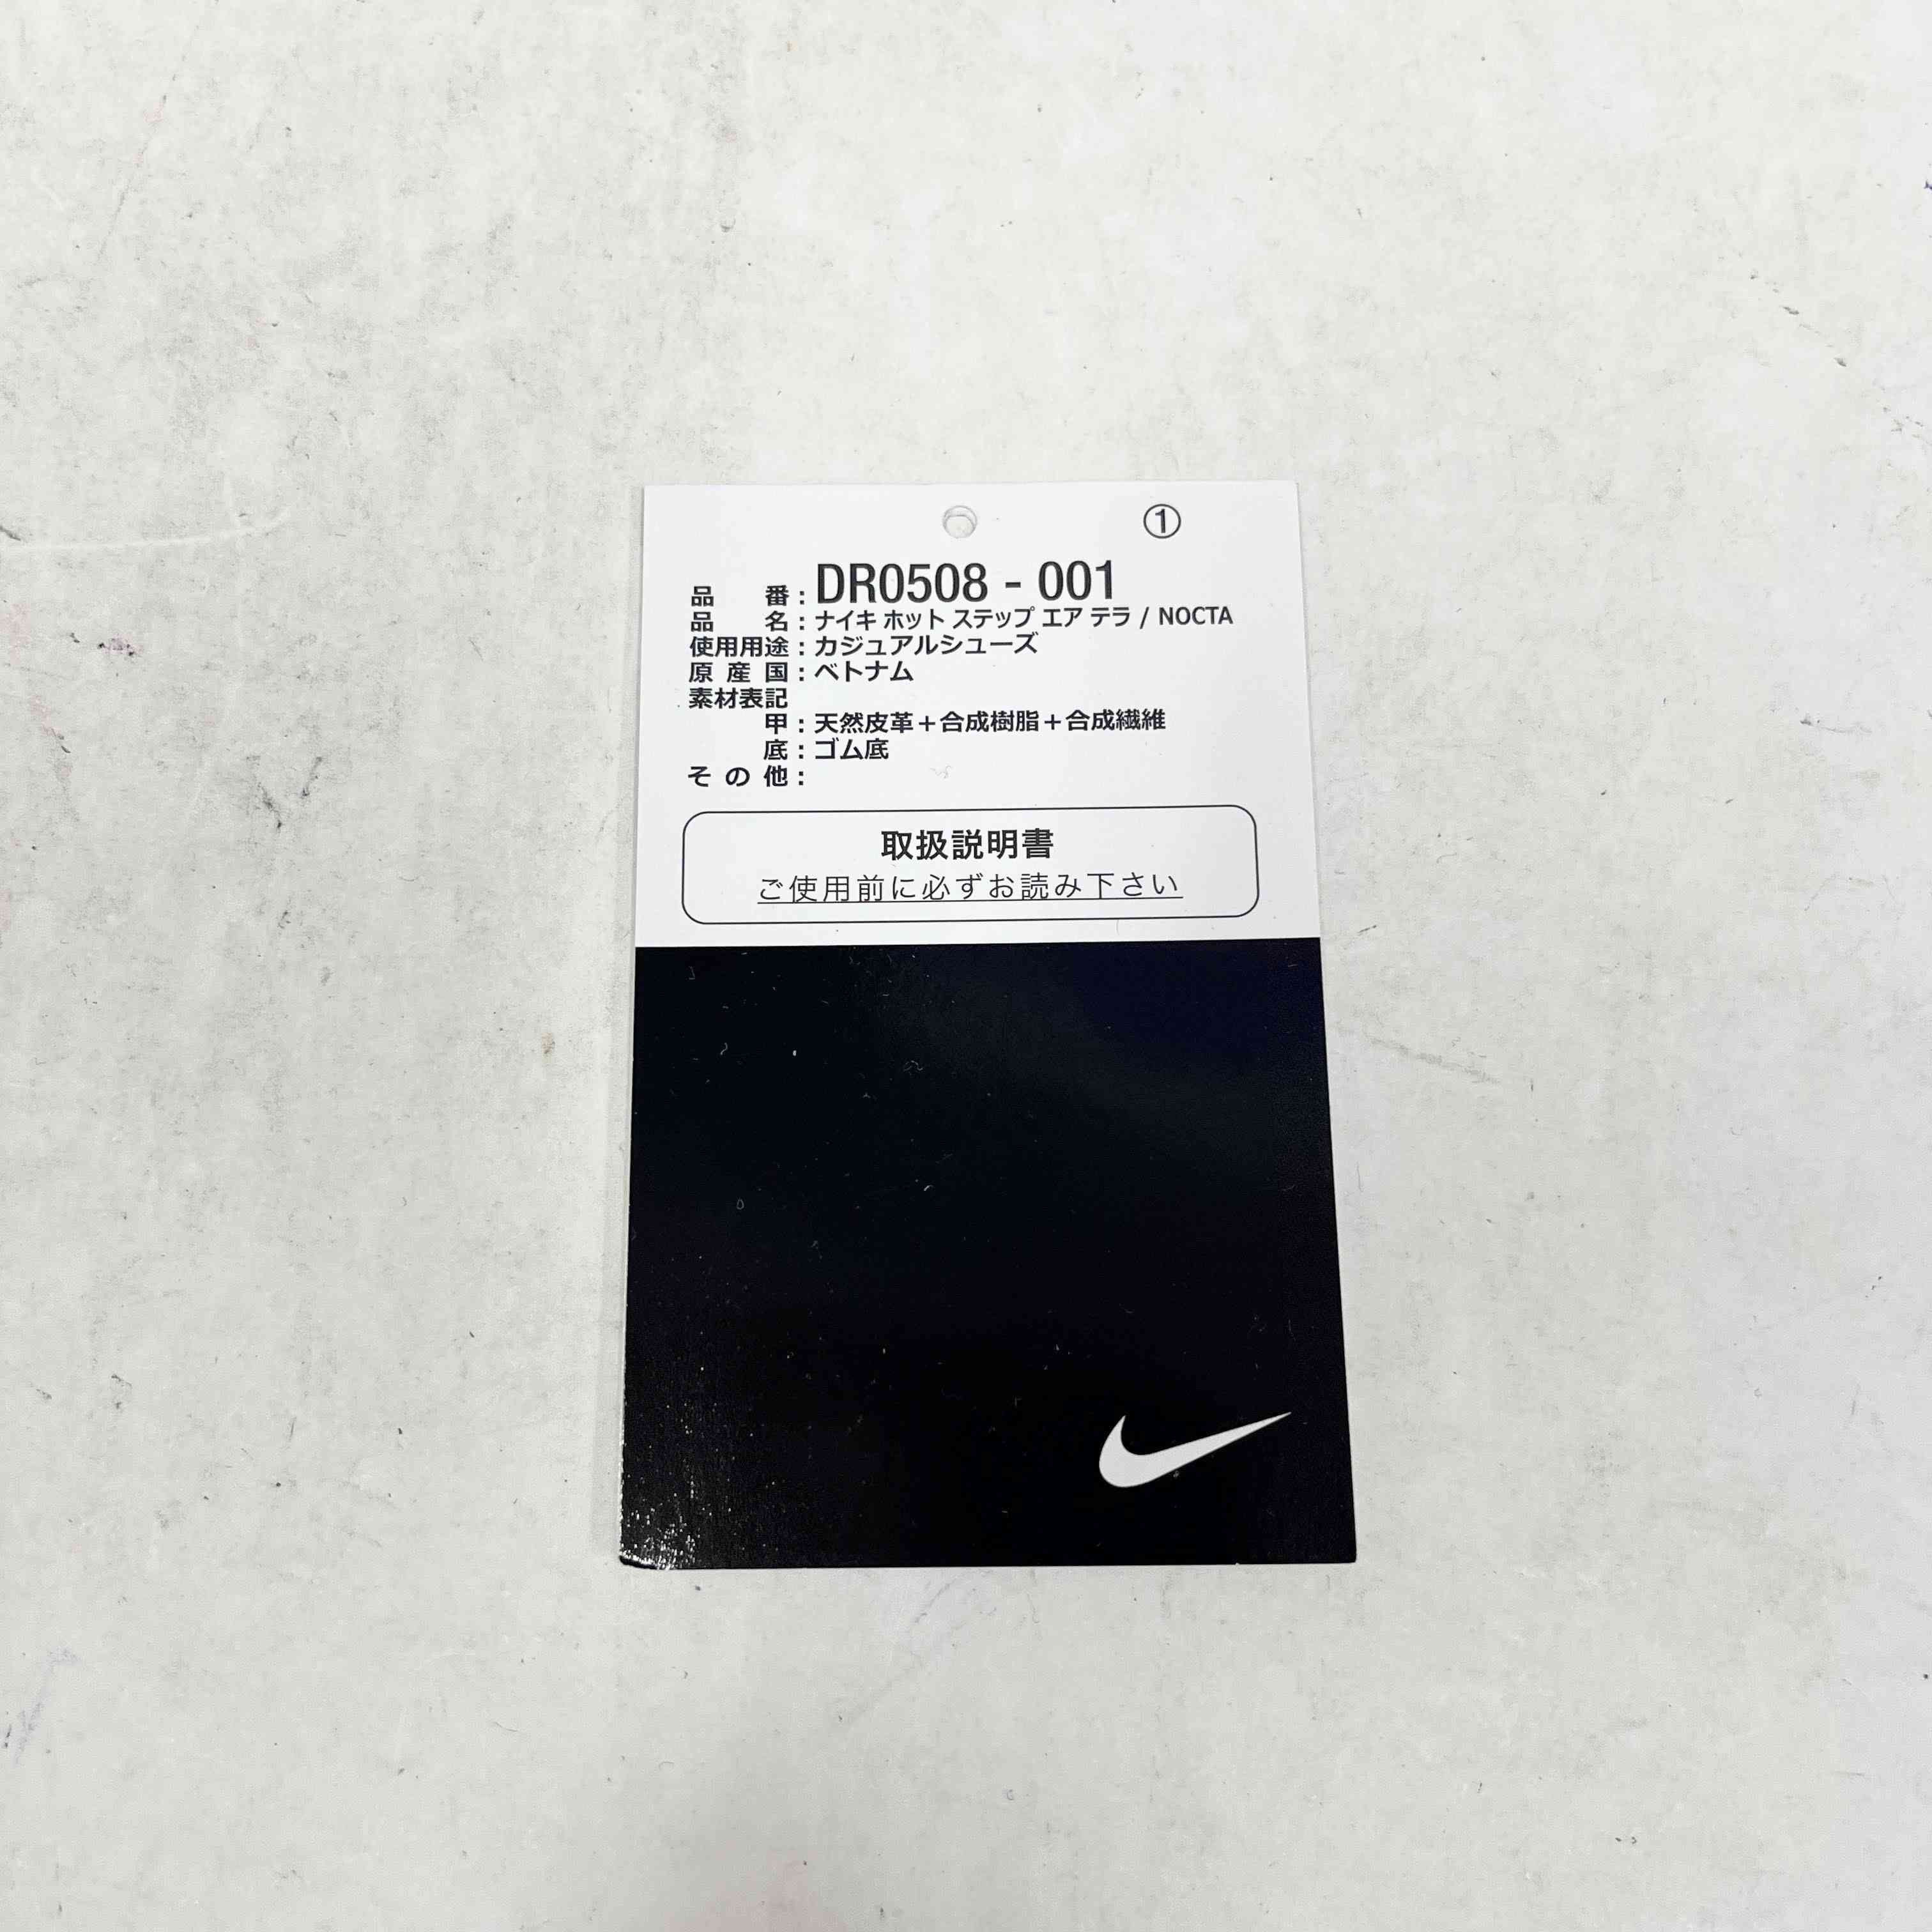 ①
品 番 : DR0508 - 001
品 名 : ナイキ ホット ステップ エア テラ / NOCTA
使用用途 : カジュアルシューズ
原 産 国 : ベトナム
素材表記
甲 : 天然皮革＋合成樹脂＋合成繊維
底 : ゴム底
そ の 他 :
取扱説明書
ご使用前に必ずお読み下さい